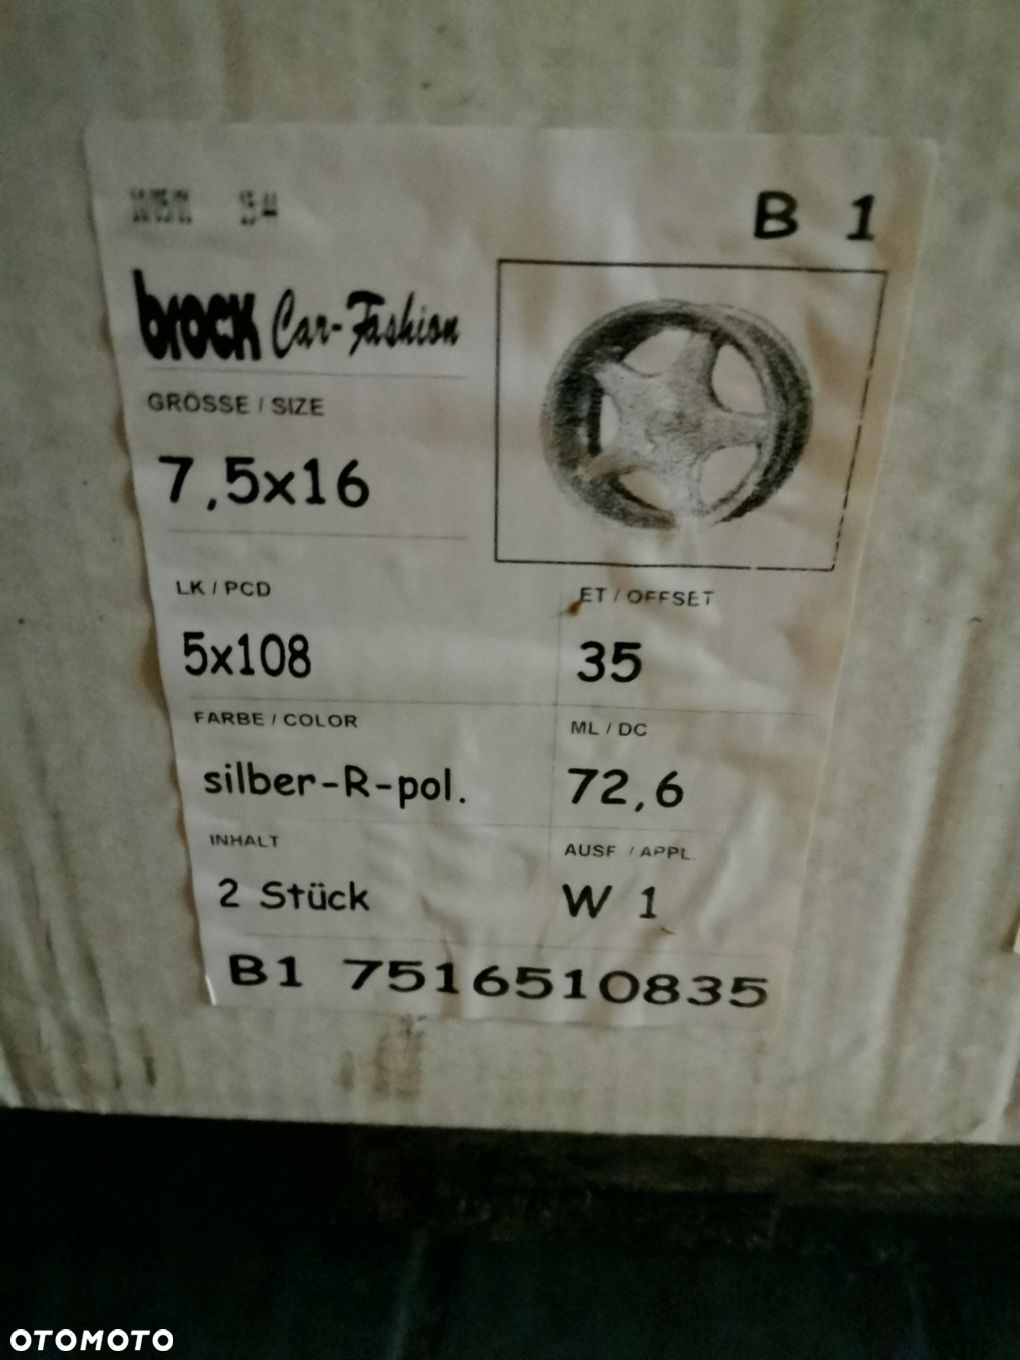 B 1
brock Car-Fashion
GRÖSSE / SIZE
7,5x16
LK / PCD
ET / OFFSET
5x108
35
FARBE / COLOR
ML / DC
silber-R-pol.
72,6
INHALT
AUSF. / APPL.
2 Stück
W 1
B1 7516510835
OTOMOTO